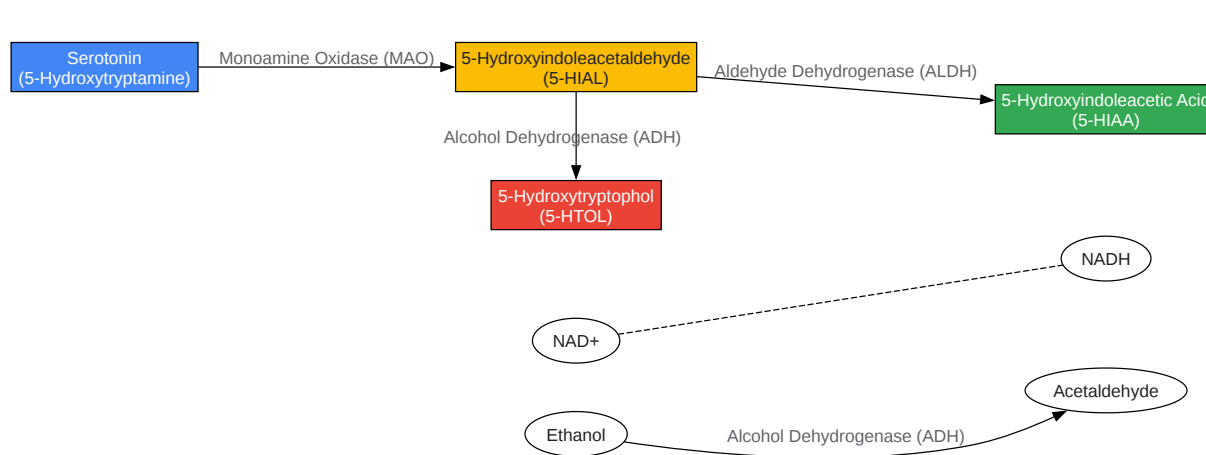 Serotonin
(5-Hydroxytryptamine)
Monoamine Oxidase (MAO)
5-Hydroxyindoleacetaldehyde
(5-HIAL)
Aldehyde Dehydrogenase (ALDH)
5-Hydroxyindoleacetic Acid
(5-HIAA)
Alcohol Dehydrogenase (ADH)
5-Hydroxytryptophol
(5-HTOL)
NADH
NAD+
Acetaldehyde
Ethanol
Alcohol Dehydrogenase (ADH)